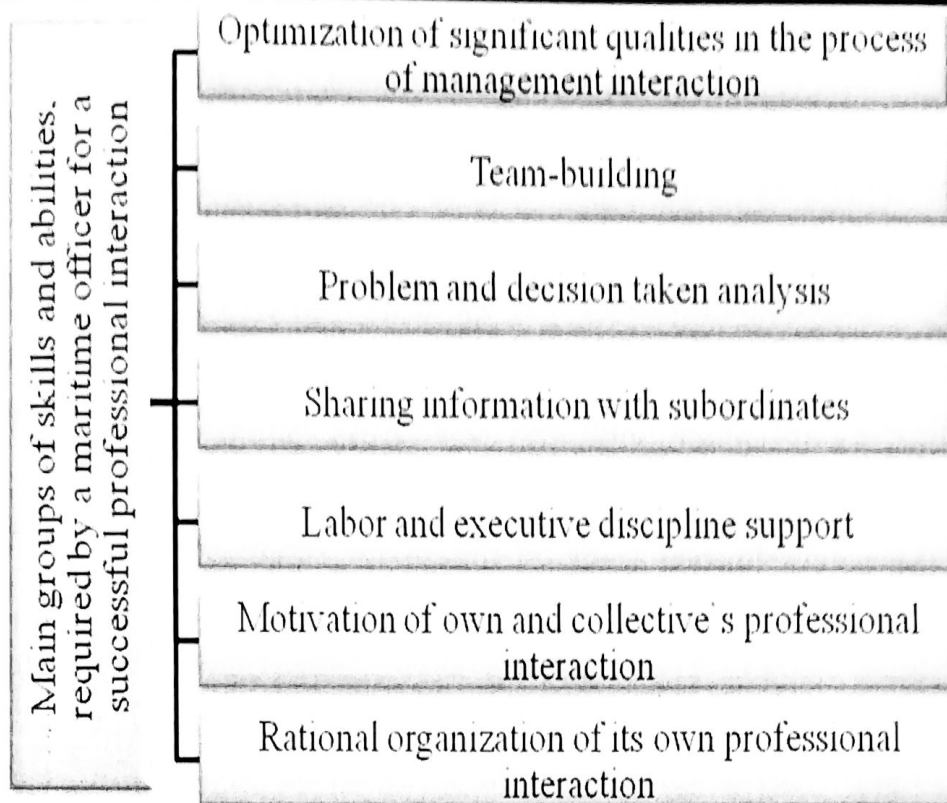 Main groups of skills and abilities.
required by a maritime officer for a
successful professional interaction
Optimization of significant qualities in the process
of management interaction
Team-building
Problem and decision taken analysis
Sharing information with subordinates
Labor and executive discipline support
Motivation of own and collective's professional
interaction
Rational organization of its own professional
interaction